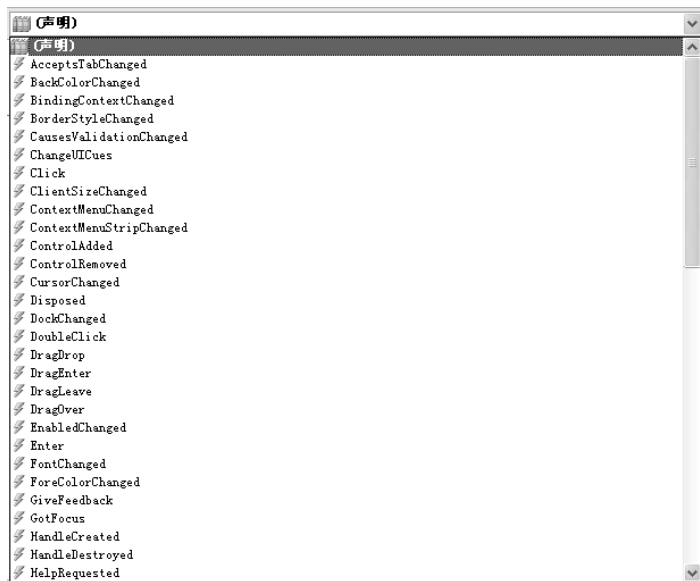 (声明)
(声明)
AcceptsTabChanged
BackColorChanged
BindingContextChanged
BorderStyleChanged
CausesValidationChanged
ChangeUICues
Click
ClientSizeChanged
ContextMenuChanged
ContextMenuStripChanged
ControlAdded
ControlRemoved
CursorChanged
Disposed
DockChanged
DoubleClick
DragDrop
DragEnter
DragLeave
DragOver
EnabledChanged
Enter
FontChanged
ForeColorChanged
GiveFeedback
GotFocus
HandleCreated
HandleDestroyed
HelpRequested